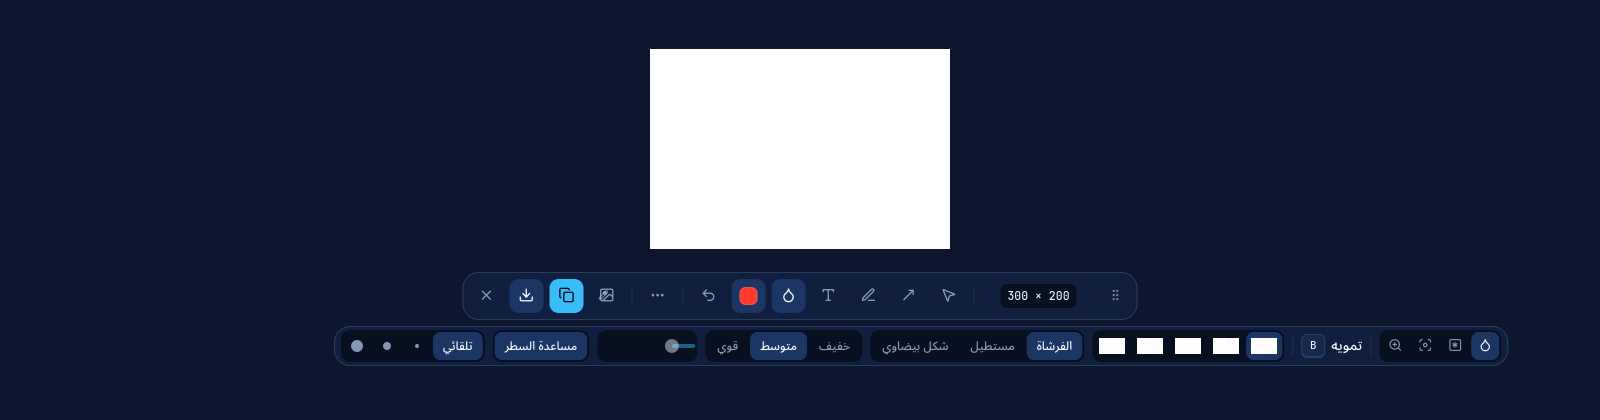 300 × 200
تمويه B
الفرشاة مستطيل شكل بيضاوي
خفيف متوسط قوي
مساعدة السطر
تلقائي